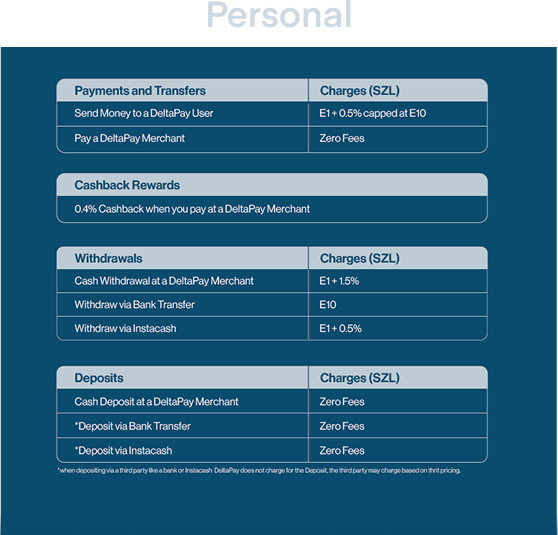 Personal
Payments and Transfers Charges (SZL)
Send Money to a DeltaPay User E1 + 0.5% capped at E10
Pay a DeltaPay Merchant Zero Fees
Cashback Rewards
0.4% Cashback when you pay at a DeltaPay Merchant
Withdrawals Charges (SZL)
Cash Withdrawal at a DeltaPay Merchant E1 + 1.5%
Withdraw via Bank Transfer E10
Withdraw via Instacash E1 + 0.5%
Deposits Charges (SZL)
Cash Deposit at a DeltaPay Merchant Zero Fees
*Deposit via Bank Transfer Zero Fees
*Deposit via Instacash Zero Fees
*when depositing via a third party like a bank or Instacash DeltaPay does not charge for the Deposit, the third party may charge based on thrit pricing.